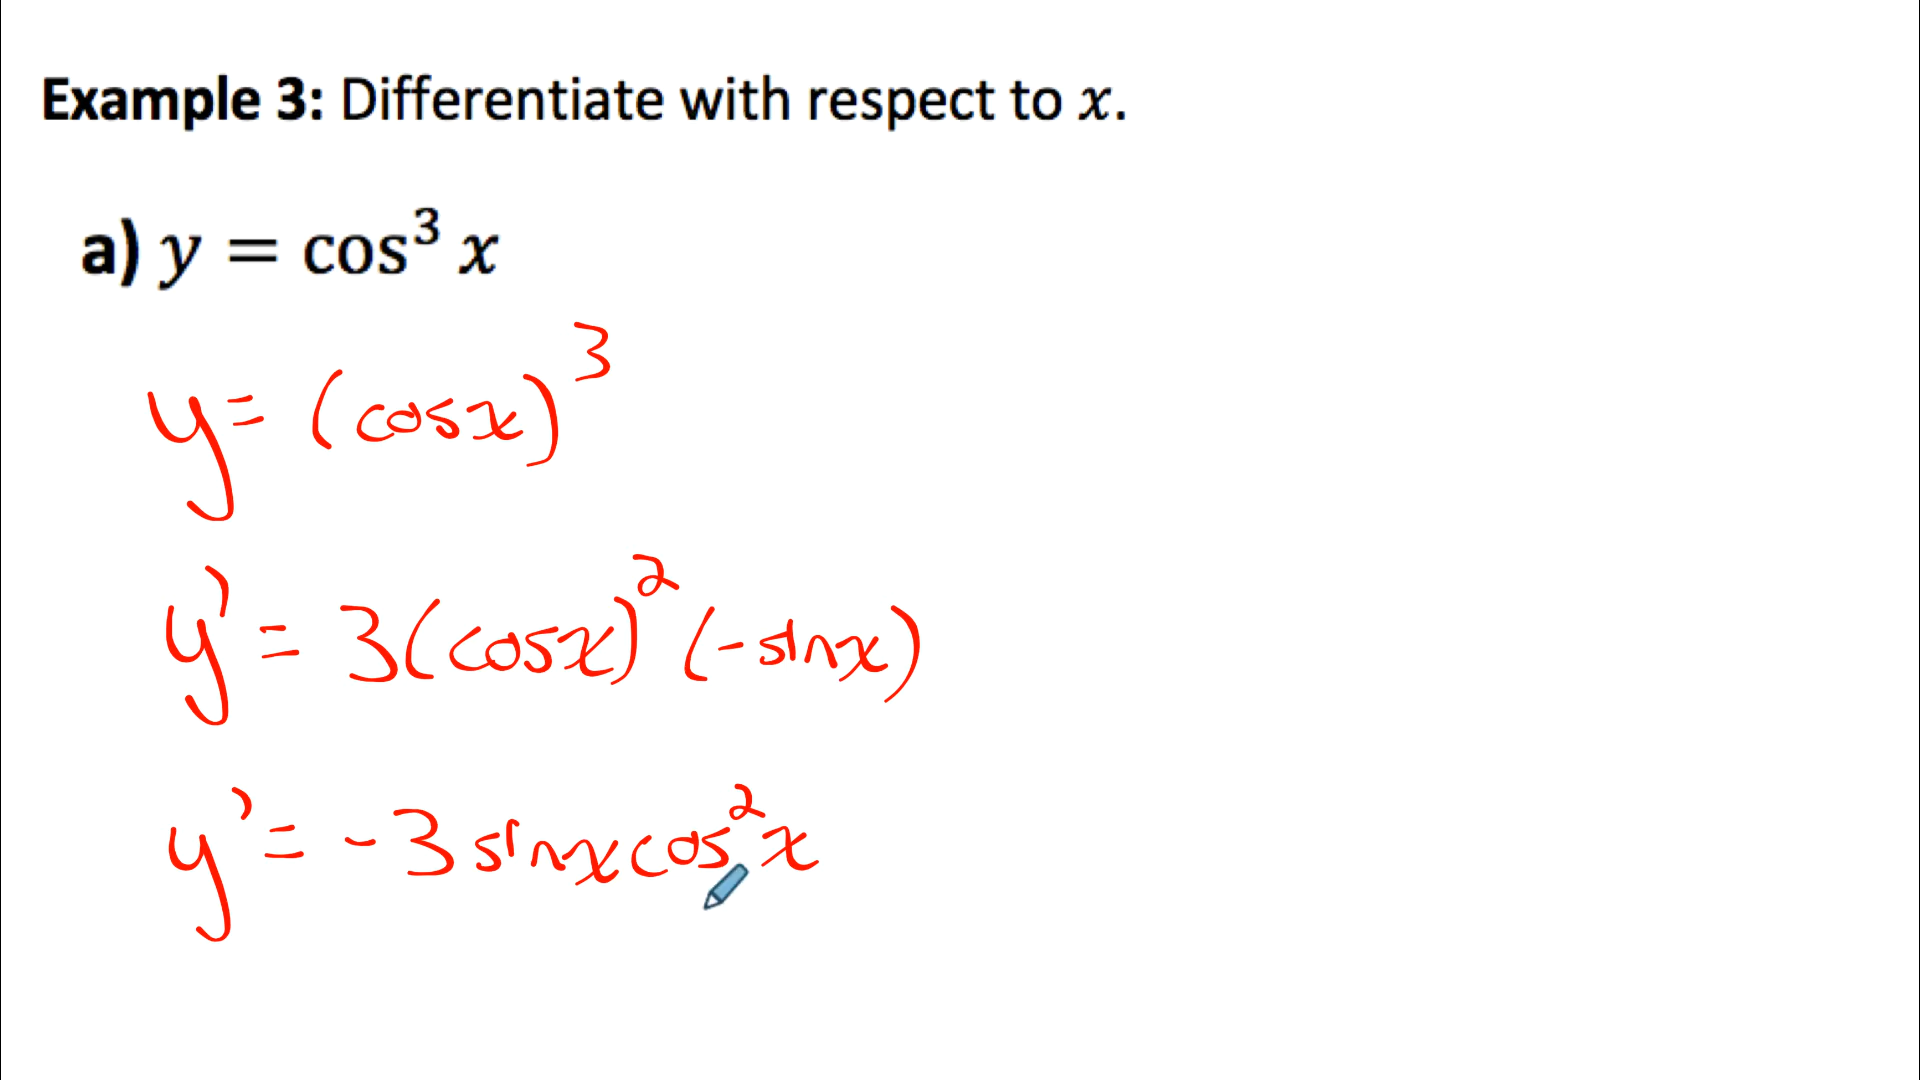 Example 3: Differentiate with respect to x.
a) y = cos³ x
y = (cosx)³
y' = 3(cosx)² (-sinx)
y' = -3 sinx cos²x